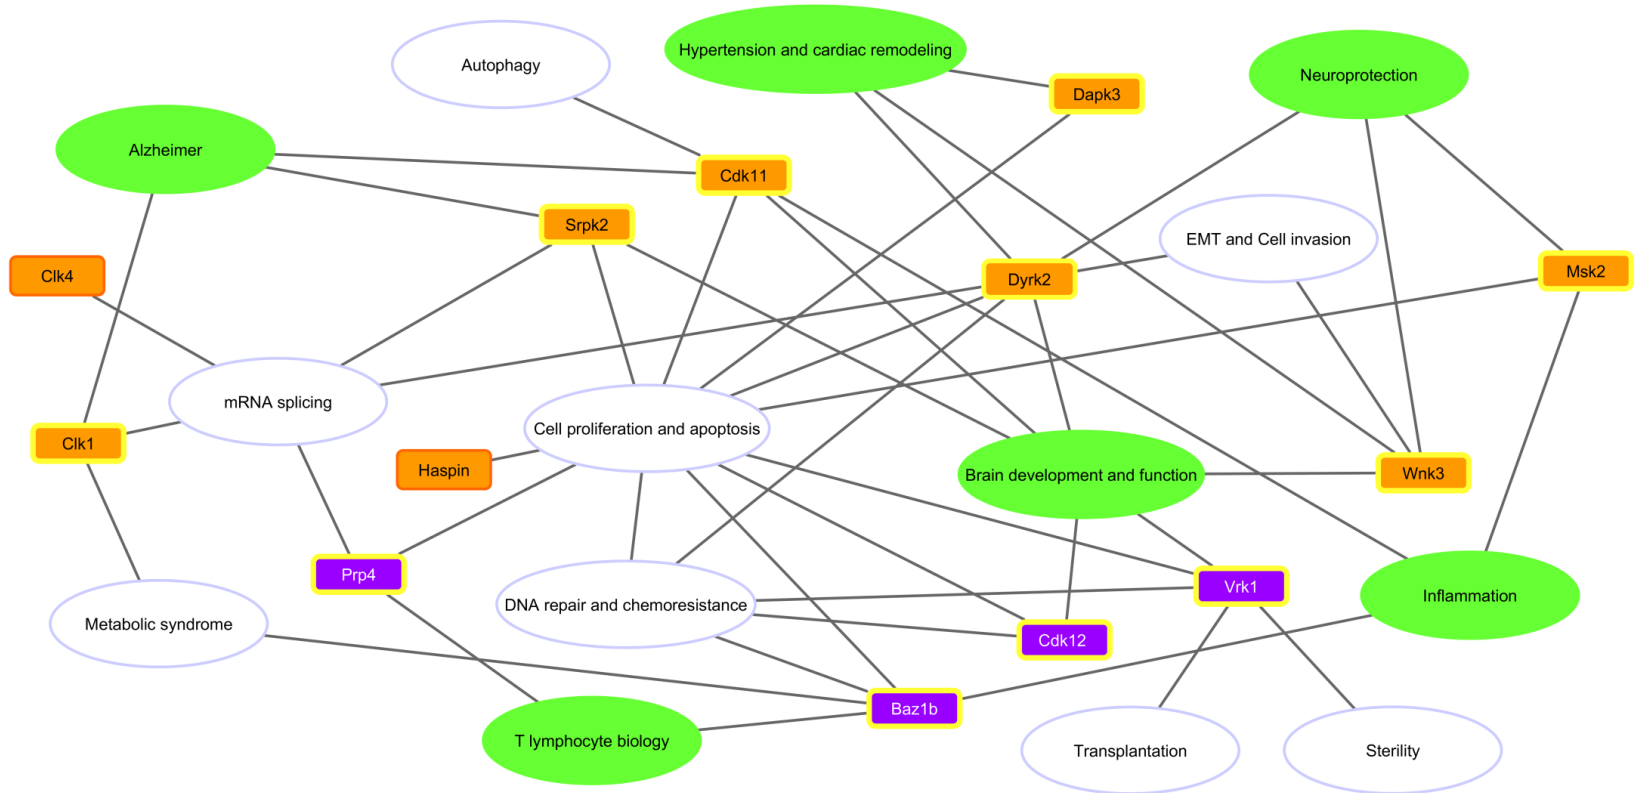 Hypertension and cardiac remodeling
Autophagy
Neuroprotection
Dapk3
Alzheimer
Cdk11
Srpk2
EMT and Cell invasion
Clk4
Dyrk2
Msk2
mRNA splicing
Cell proliferation and apoptosis
Clk1
Haspin
Brain development and function
Wnk3
Prp4
Vrk1
Inflammation
DNA repair and chemoresistance
Metabolic syndrome
Cdk12
Baz1b
T lymphocyte biology
Transplantation
Sterility